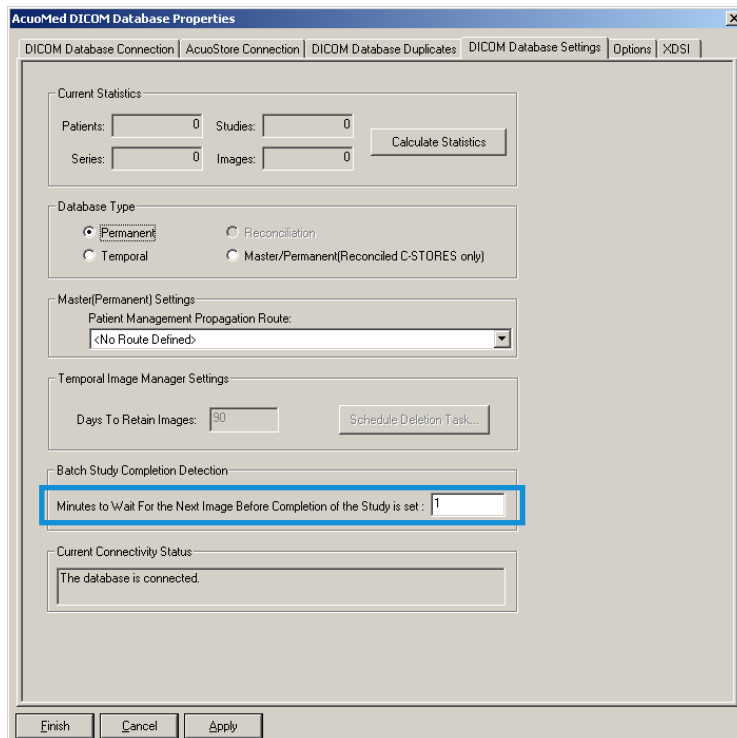 AcuoMed DICOM Database Properties
DICOM Database Connection AcuoStore Connection DICOM Database Duplicates DICOM Database Settings Options XDSI
Current Statistics
Patients: 0 Studies: 0
Calculate Statistics
Series: 0 Images: 0
Database Type
Permanent Reconciliation
Temporal Master/Permanent(Reconciled C-STORES only)
Master(Permanent) Settings
Patient Management Propagation Route:
<No Route Defined>
Temporal Image Manager Settings
Days To Retain Images: 90 Schedule Deletion Task...
Batch Study Completion Detection
Minutes to Wait For the Next Image Before Completion of the Study is set : 1
Current Connectivity Status
The database is connected.
Finish Cancel Apply